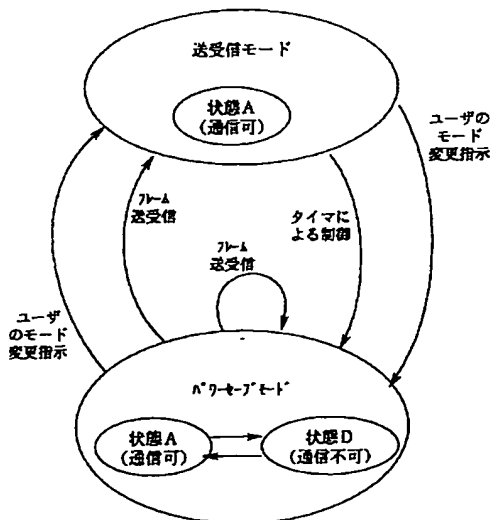 送受信モード
状態A
(通信可)
ユーザの
モード
変更指示
フレーム
送受信
タイマに
よる制御
フレーム
送受信
ユーザ
のモード
変更指示
パワーセーブモード
状態A
(通信可)
状態D
(通信不可)